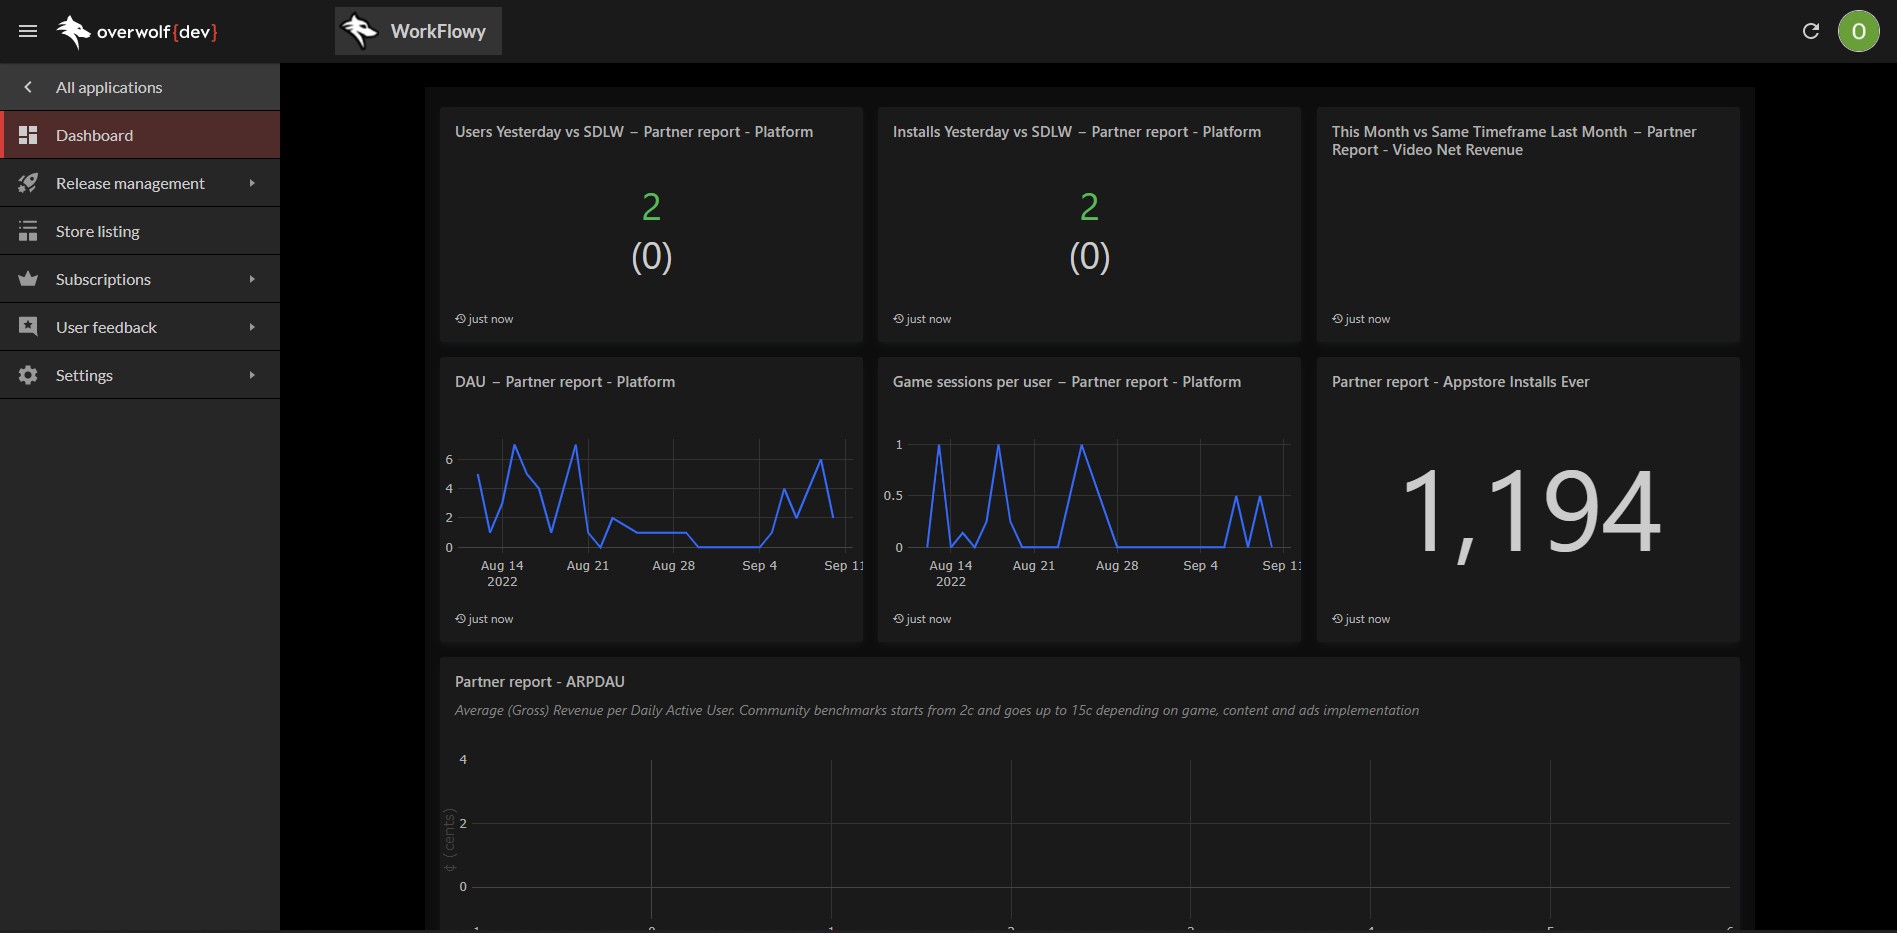 overwolf{dev}
WorkFlowy
O
All applications
Dashboard
Release management
Store listing
Subscriptions
User feedback
Settings
Users Yesterday vs SDLW – Partner report - Platform
2
(0)
just now
Installs Yesterday vs SDLW – Partner report - Platform
2
(0)
just now
This Month vs Same Timeframe Last Month – Partner
Report - Video Net Revenue
just now
DAU – Partner report - Platform
6
4
2
0
Aug 14 Aug 21 Aug 28 Sep 4 Sep 11
2022
just now
Game sessions per user – Partner report - Platform
1
0.5
0
Aug 14 Aug 21 Aug 28 Sep 4 Sep 11
2022
just now
Partner report - Appstore Installs Ever
1,194
just now
Partner report - ARPDAU
Average (Gross) Revenue per Daily Active User. Community benchmarks starts from 2c and goes up to 15c depending on game, content and ads implementation
4
2
0
¢ (cents)